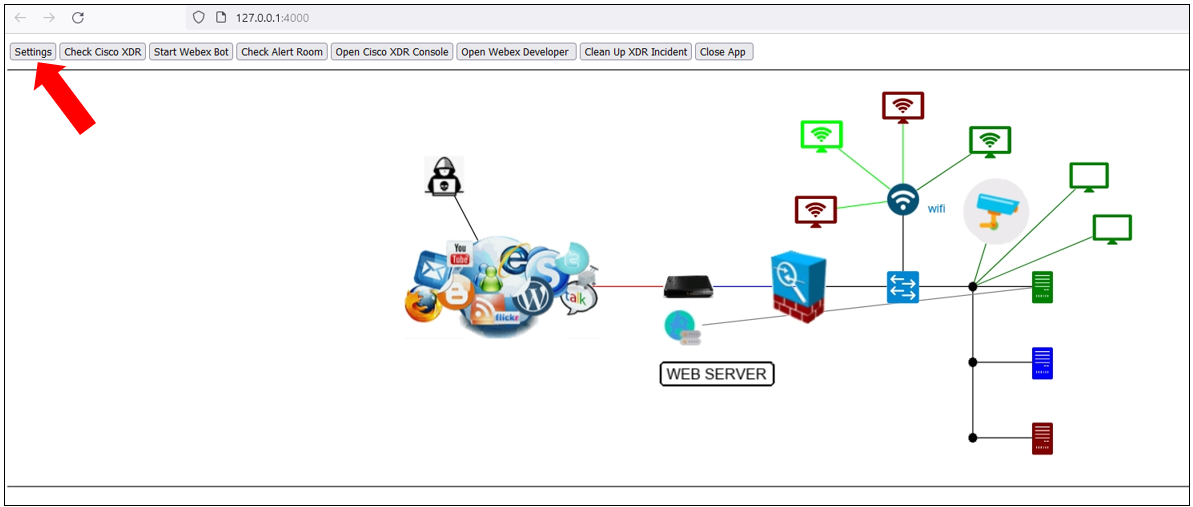 127.0.0.1:4000
Settings Check Cisco XDR Start Webex Bot Check Alert Room Open Cisco XDR Console Open Webex Developer Clean Up XDR Incident Close App
wifi
You
Tube
talk
flickr
WEB SERVER